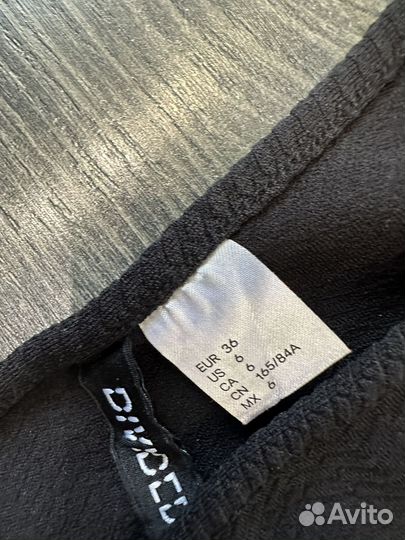 EUR 36
US 6
CA 6
CN 165/84A
MX 6
DIVIDED
Avito